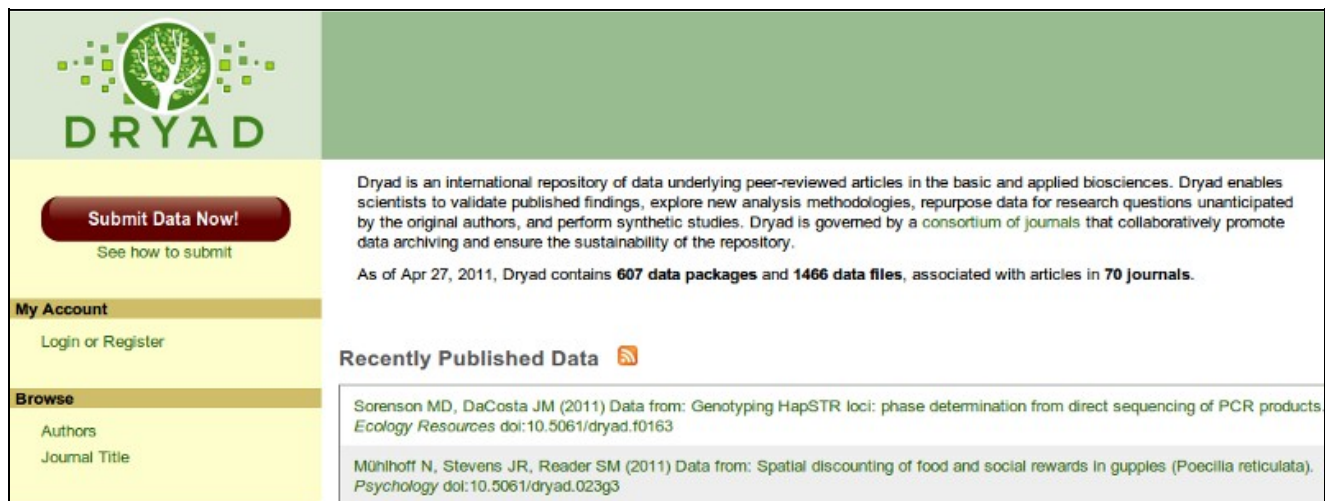 DRYAD
Submit Data Now!
See how to submit
My Account
Login or Register
Browse
Authors
Journal Title
Dryad is an international repository of data underlying peer-reviewed articles in the basic and applied biosciences. Dryad enables
scientists to validate published findings, explore new analysis methodologies, repurpose data for research questions unanticipated
by the original authors, and perform synthetic studies. Dryad is governed by a consortium of journals that collaboratively promote
data archiving and ensure the sustainability of the repository.
As of Apr 27, 2011, Dryad contains 607 data packages and 1466 data files, associated with articles in 70 journals.
Recently Published Data
Sorenson MD, DaCosta JM (2011) Data from: Genotyping HapSTR loci: phase determination from direct sequencing of PCR products.
Ecology Resources doi:10.5061/dryad.f0163
Mühlhoff N, Stevens JR, Reader SM (2011) Data from: Spatial discounting of food and social rewards in guppies (Poecilia reticulata).
Psychology doi:10.5061/dryad.023g3